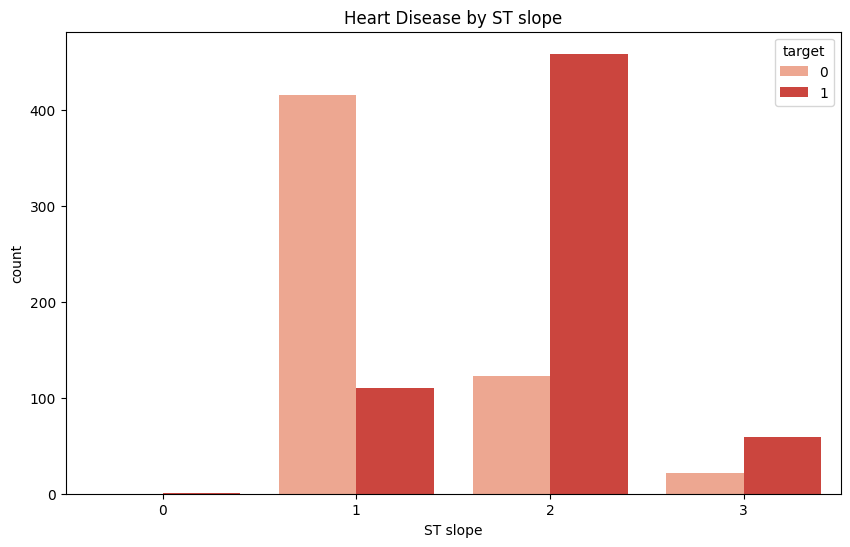 Heart Disease by ST slope
target
0
1
400
300
200
100
0
count
0 1 2 3
ST slope